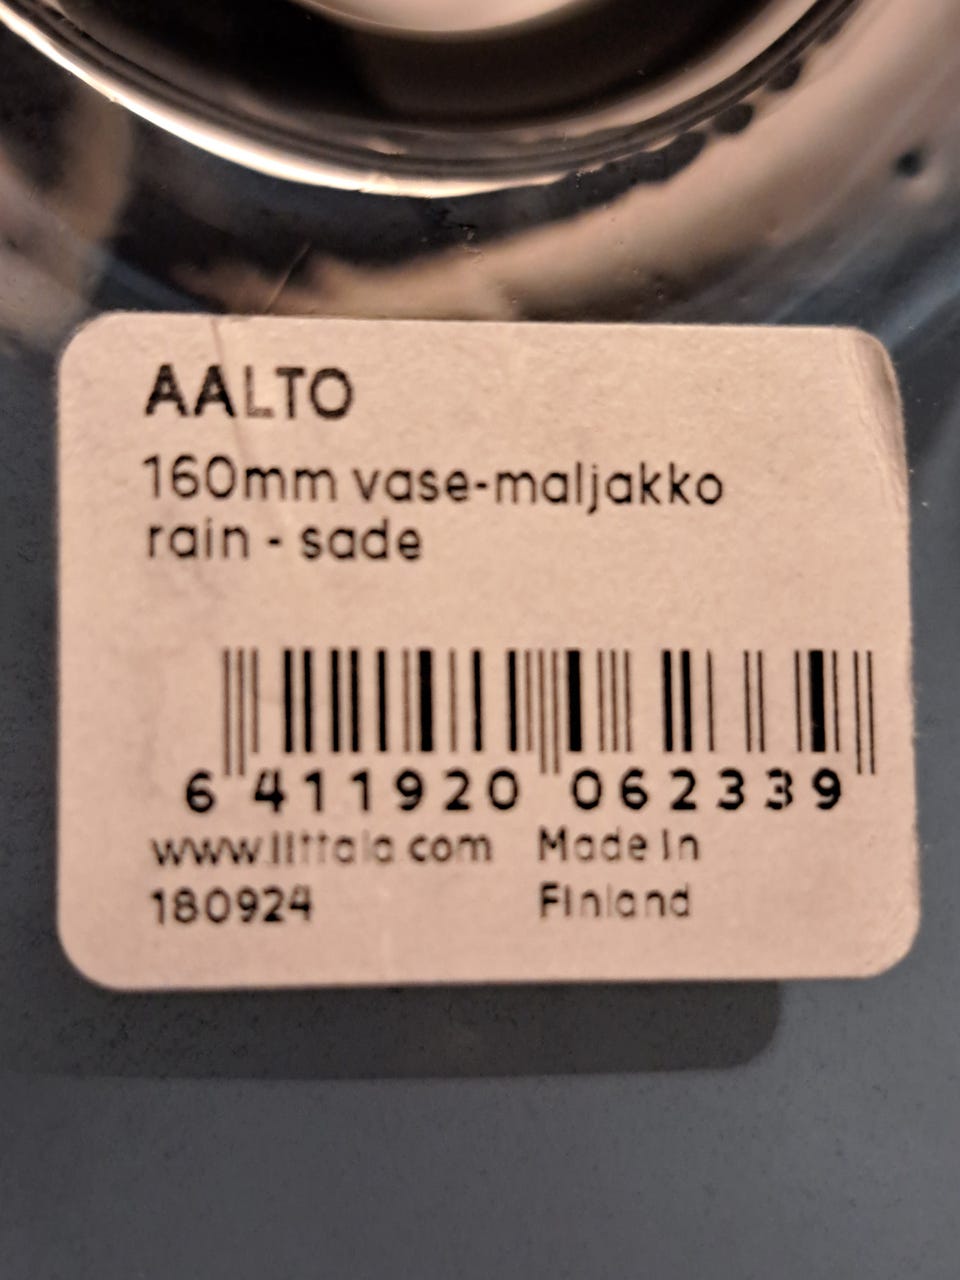 AALTO
160mm vase-maljakko
rain - sade
6 411920 062339
www.iittala.com Made in
180924 Finland